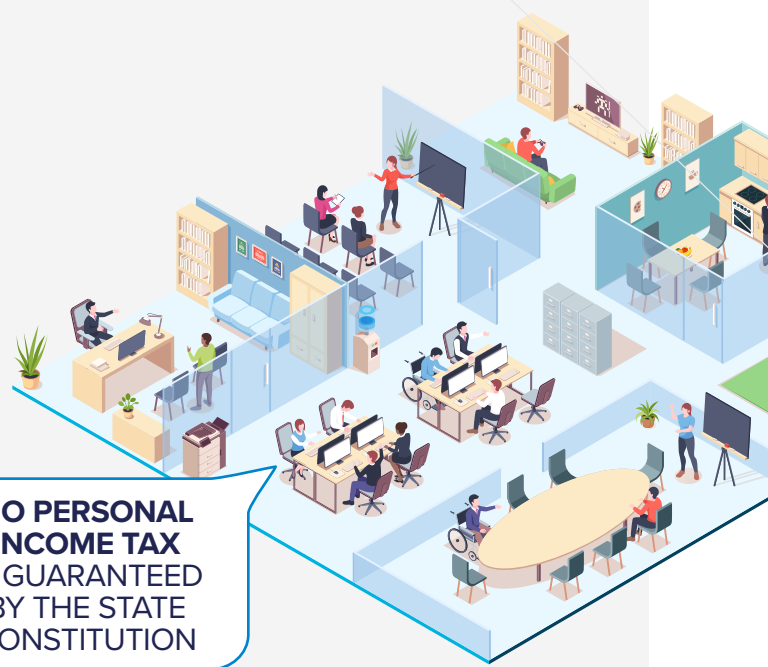 O PERSONAL
NCOME TAX
GUARANTEED
BY THE STATE
ONSTITUTION